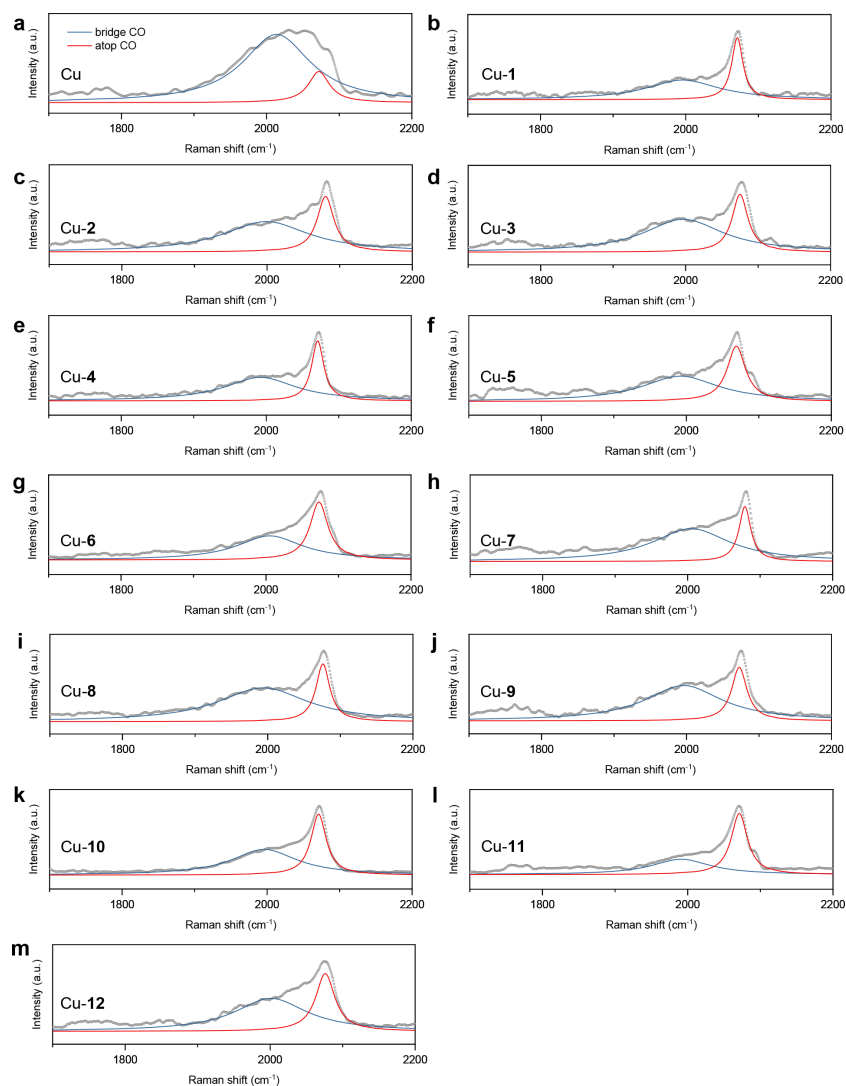 a
bridge CO
atop CO
Cu
Intensity (a.u.)
1800
2000
2200
Raman shift (cm⁻¹)
b
Cu-1
Intensity (a.u.)
1800
2000
2200
Raman shift (cm⁻¹)
c
Cu-2
Intensity (a.u.)
1800
2000
2200
Raman shift (cm⁻¹)
d
Cu-3
Intensity (a.u.)
1800
2000
2200
Raman shift (cm⁻¹)
e
Cu-4
Intensity (a.u.)
1800
2000
2200
Raman shift (cm⁻¹)
f
Cu-5
Intensity (a.u.)
1800
2000
2200
Raman shift (cm⁻¹)
g
Cu-6
Intensity (a.u.)
1800
2000
2200
Raman shift (cm⁻¹)
h
Cu-7
Intensity (a.u.)
1800
2000
2200
Raman shift (cm⁻¹)
i
Cu-8
Intensity (a.u.)
1800
2000
2200
Raman shift (cm⁻¹)
j
Cu-9
Intensity (a.u.)
1800
2000
2200
Raman shift (cm⁻¹)
k
Cu-10
Intensity (a.u.)
1800
2000
2200
Raman shift (cm⁻¹)
l
Cu-11
Intensity (a.u.)
1800
2000
2200
Raman shift (cm⁻¹)
m
Cu-12
Intensity (a.u.)
1800
2000
2200
Raman shift (cm⁻¹)